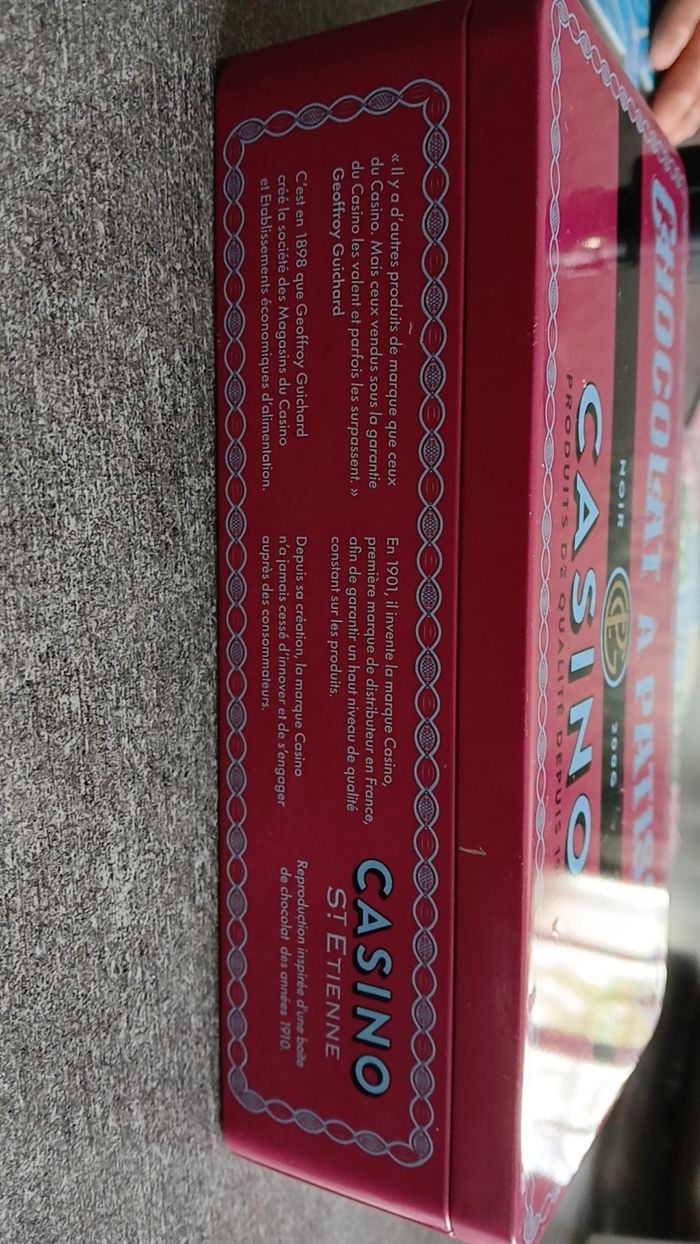 CHOCOLAT A PATISS
NOIR
200G
CASINO
PRODUITS DE QUALITÉ DEPUIS
« Il y a d'autres produits de marque que ceux
du Casino. Mais ceux vendus sous la garantie
du Casino les valent et parfois les surpassent. »
Geoffroy Guichard
C'est en 1898 que Geoffroy Guichard
créé la société des Magasins du Casino
et Etablissements économiques d'alimentation.
En 1901, il invente la marque Casino,
première marque de distributeur en France,
afin de garantir un haut niveau de qualité
constant sur les produits.
Depuis sa création, la marque Casino
n'a jamais cessé d'innover et de s'engager
auprès des consommateurs.
CASINO
ST ETIENNE
Reproduction inspirée d'une boîte
de chocolat des années 1910.